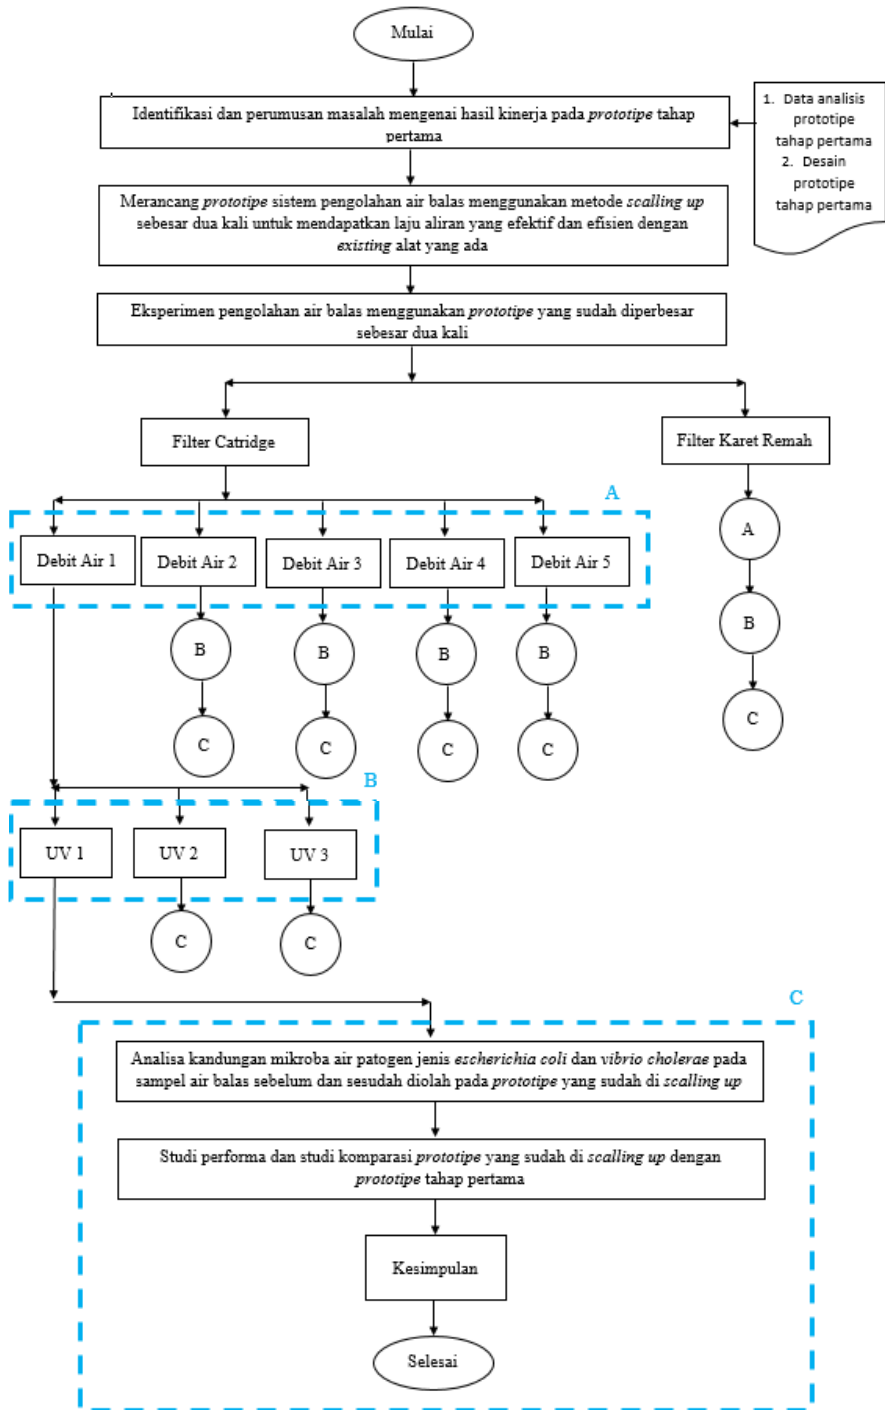 Mulai
Identifikasi dan perumusan masalah mengenai hasil kinerja pada prototipe tahap
pertama
1. Data analisis
prototipe
tahap pertama
2. Desain
prototipe
tahap pertama
Merancang prototipe sistem pengolahan air balas menggunakan metode scalling up
sebesar dua kali untuk mendapatkan laju aliran yang efektif dan efisien dengan
existing alat yang ada
Eksperimen pengolahan air balas menggunakan prototipe yang sudah diperbesar
sebesar dua kali
Filter Catridge
Filter Karet Remah
A
Debit Air 1
Debit Air 2
Debit Air 3
Debit Air 4
Debit Air 5
A
B
B
B
B
B
C
C
C
C
C
B
UV 1
UV 2
UV 3
C
C
C
Analisa kandungan mikroba air patogen jenis escherichia coli dan vibrio cholerae pada
sampel air balas sebelum dan sesudah diolah pada prototipe yang sudah di scalling up
Studi performa dan studi komparasi prototipe yang sudah di scalling up dengan
prototipe tahap pertama
Kesimpulan
Selesai